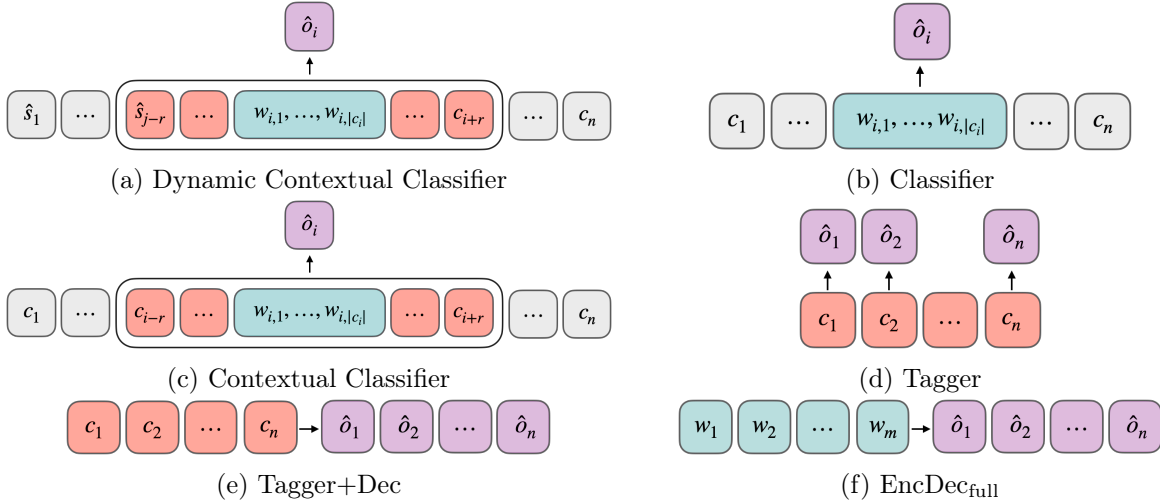 ô_i
ŝ_1 … ŝ_{j−r} … w_{i,1}, …, w_{i,|c_i|} … c_{i+r} … c_n
(a) Dynamic Contextual Classifier
ô_i
c_1 … w_{i,1}, …, w_{i,|c_i|} … c_n
(b) Classifier
ô_i
c_1 … c_{i−r} … w_{i,1}, …, w_{i,|c_i|} … c_{i+r} … c_n
(c) Contextual Classifier
ô_1 ô_2 ô_n
c_1 c_2 … c_n
(d) Tagger
c_1 c_2 … c_n → ô_1 ô_2 … ô_n
(e) Tagger+Dec
w_1 w_2 … w_m → ô_1 ô_2 … ô_n
(f) EncDec_full